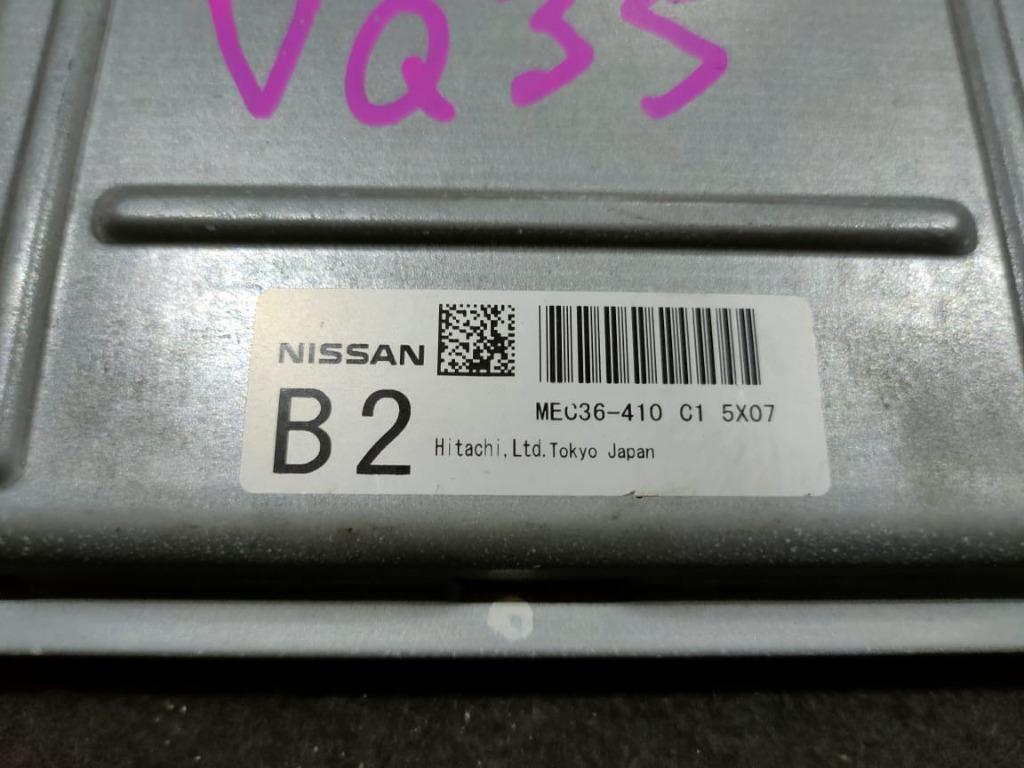 VQ35
NISSAN
B2
MEC36-410 C1 5X07
Hitachi,Ltd.Tokyo Japan